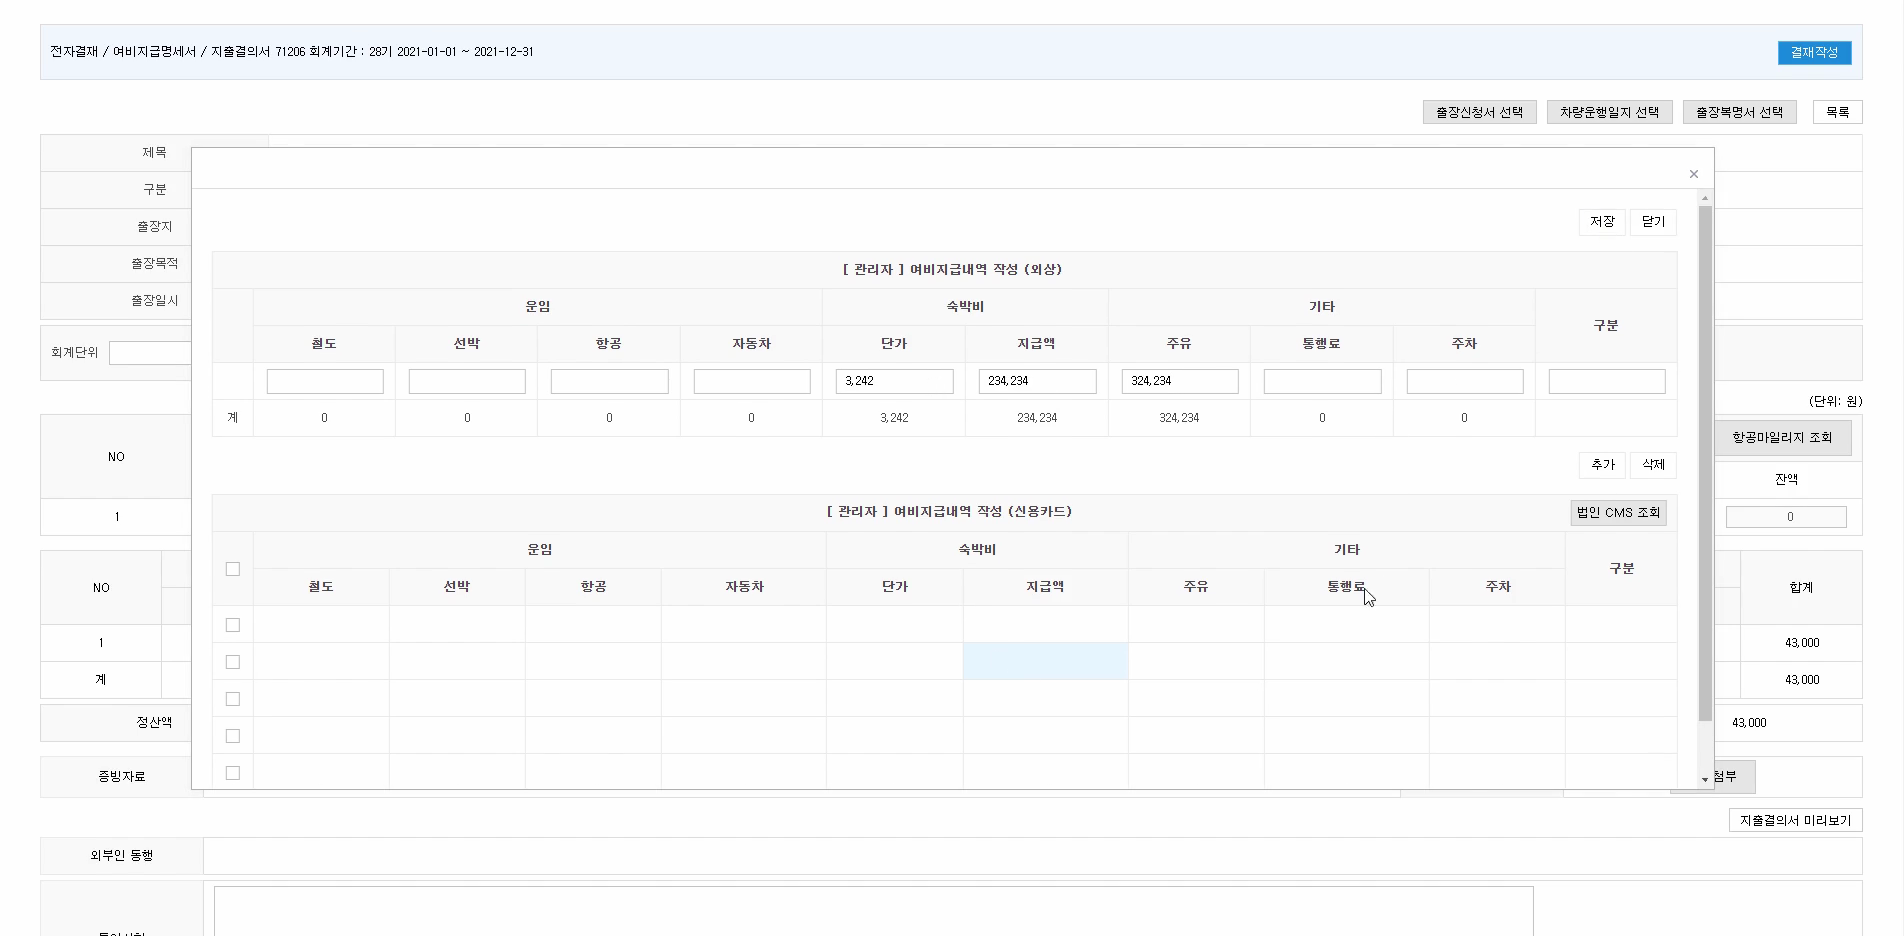 전자결재 / 여비지급명세서 / 지출결의서 71206 회계기간 : 28기 2021-01-01 ~ 2021-12-31
결재작성
출장신청서 선택 차량운행일지 선택 출장복명서 선택 목록
제목
구분
출장지
출장목적
출장일시
회계단위
(단위: 원)
NO
항공마일리지 조회
잔액
1
0
NO
합계
1
43,000
계
43,000
정산액
43,000
증빙자료
첨부
×
저장 닫기
[ 관리자 ] 여비지급내역 작성 (외상)
운임 숙박비 기타 구분
철도 선박 항공 자동차 단가 지급액 주유 통행료 주차
3,242 234,234 324,234
계 0 0 0 0 3,242 234,234 324,234 0 0
추가 삭제
[ 관리자 ] 여비지급내역 작성 (신용카드) 법인 CMS 조회
운임 숙박비 기타 구분
철도 선박 항공 자동차 단가 지급액 주유 통행료 주차
지출결의서 미리보기
외부인 동행